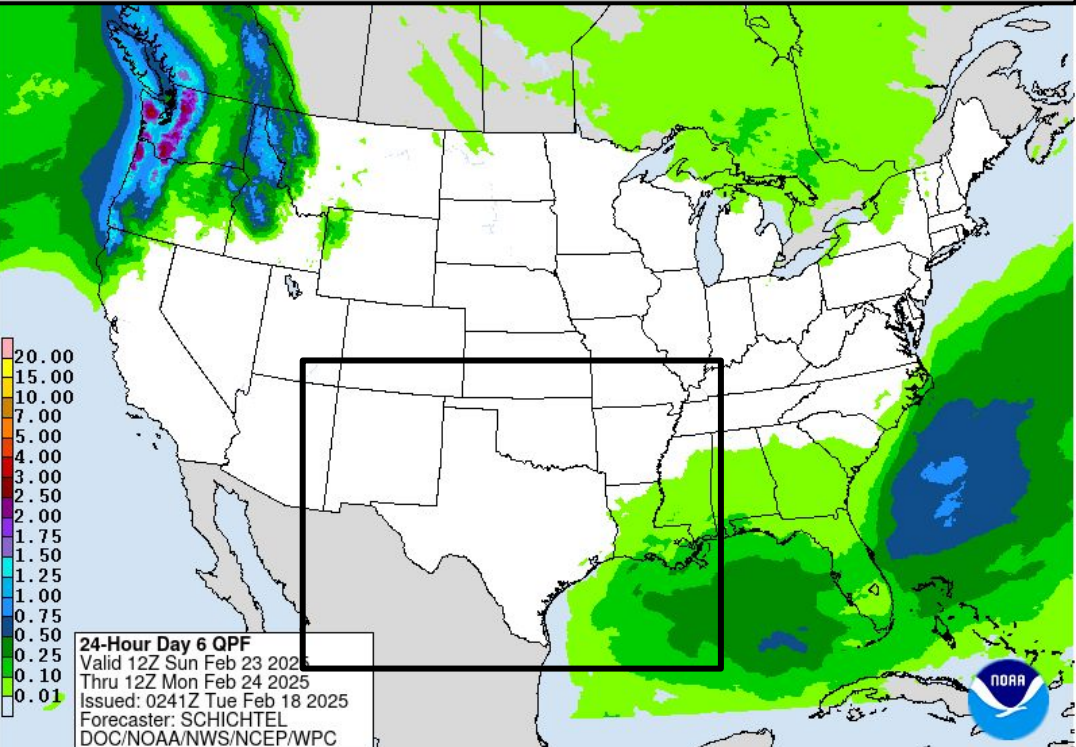 20.00
15.00
10.00
7.00
5.00
4.00
3.00
2.50
2.00
1.75
1.50
1.25
1.00
0.75
0.50
0.25
0.10
0.01
24-Hour Day 6 QPF
Valid 12Z Sun Feb 23 2025
Thru 12Z Mon Feb 24 2025
Issued: 0241Z Tue Feb 18 2025
Forecaster: SCHICHTEL
DOC/NOAA/NWS/NCEP/WPC
NOAA